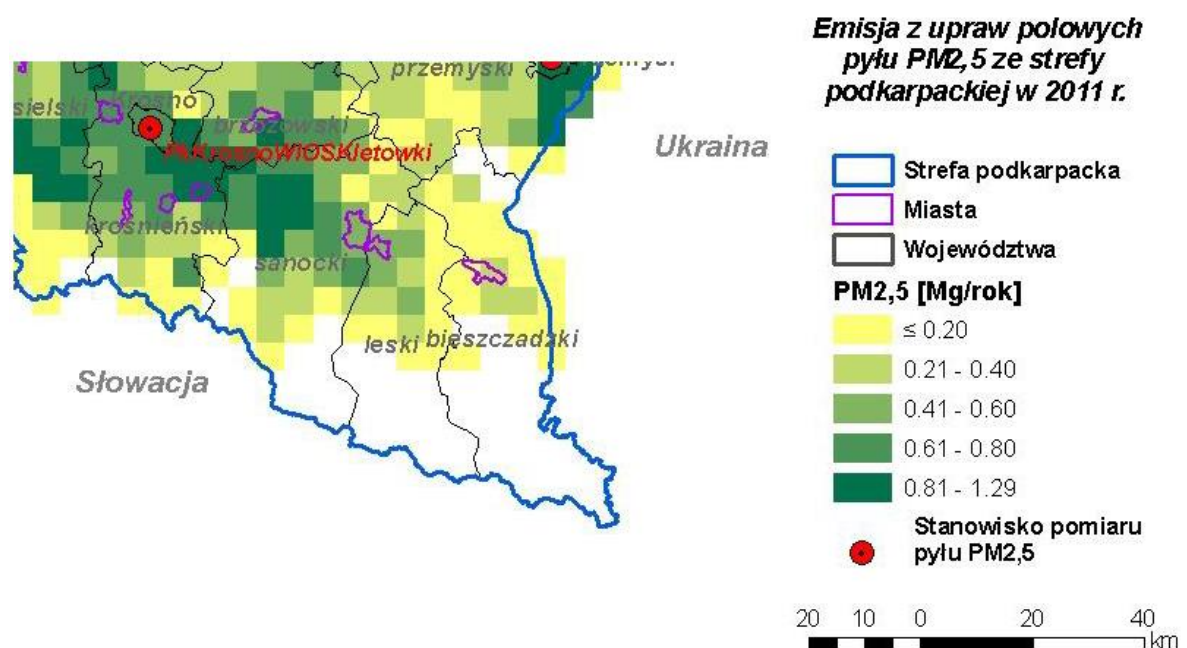 Emisja z upraw polowych
pyłu PM2,5 ze strefy
podkarpackiej w 2011 r.
przemyski
sielski
Krosno
brzozowski
PkKrosnoWIOSKletowki
Ukraina
krośnieński
sanocki
leski
bieszczadzki
Słowacja
Strefa podkarpacka
Miasta
Województwa
PM2,5 [Mg/rok]
≤ 0.20
0.21 - 0.40
0.41 - 0.60
0.61 - 0.80
0.81 - 1.29
Stanowisko pomiaru
pyłu PM2,5
20 10 0 20 40
km